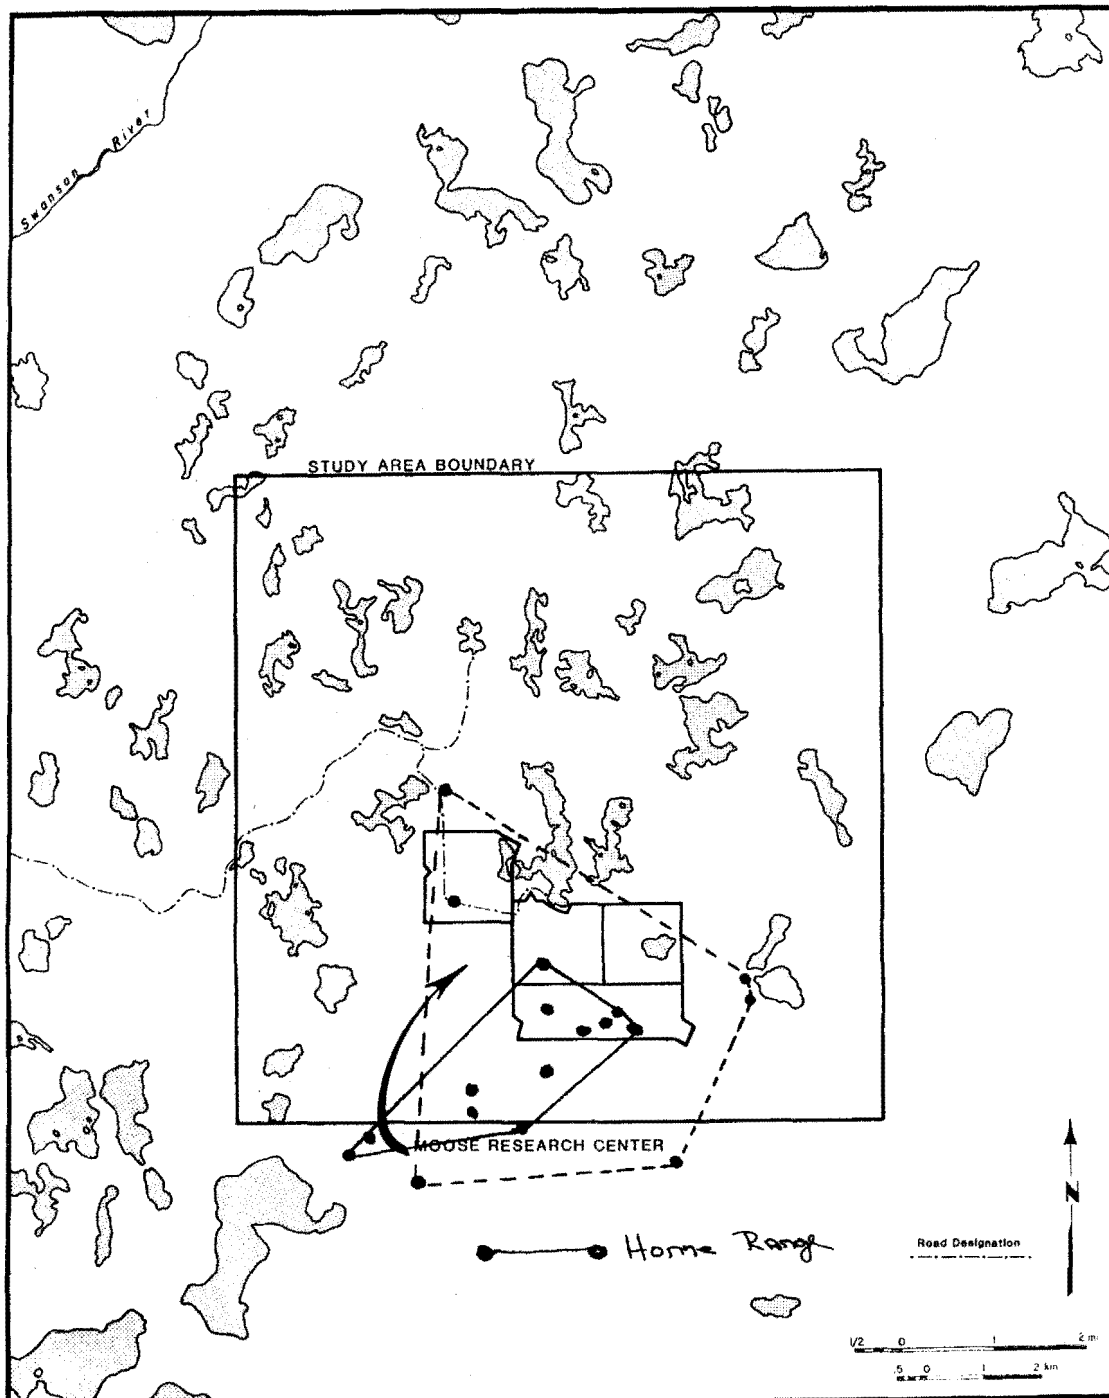 Swanson River
STUDY AREA BOUNDARY
MOOSE RESEARCH CENTER
Home Range
Road Designation
N
1/2 0 1 2 mi
.5 0 1 2 km